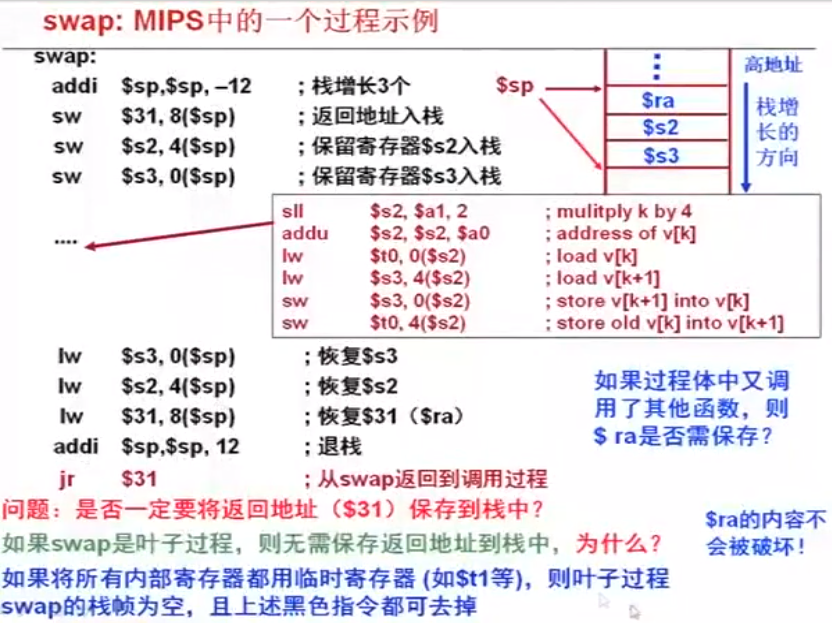 swap: MIPS中的一个过程示例
swap:
addi $sp,$sp, –12 ; 栈增长3个
sw $31, 8($sp) ; 返回地址入栈
sw $s2, 4($sp) ; 保留寄存器$s2入栈
sw $s3, 0($sp) ; 保留寄存器$s3入栈
$sp
$ra
$s2
$s3
高地址
栈增
长的
方向
....
sll $s2, $a1, 2 ; mulitply k by 4
addu $s2, $s2, $a0 ; address of v[k]
lw $t0, 0($s2) ; load v[k]
lw $s3, 4($s2) ; load v[k+1]
sw $s3, 0($s2) ; store v[k+1] into v[k]
sw $t0, 4($s2) ; store old v[k] into v[k+1]
lw $s3, 0($sp) ; 恢复$s3
lw $s2, 4($sp) ; 恢复$s2
lw $31, 8($sp) ; 恢复$31（$ra）
addi $sp,$sp, 12 ; 退栈
jr $31 ; 从swap返回到调用过程
如果过程体中又调
用了其他函数，则
$ ra是否需保存？
问题：是否一定要将返回地址（$31）保存到栈中？
如果swap是叶子过程，则无需保存返回地址到栈中，为什么？
$ra的内容不
会被破坏！
如果将所有内部寄存器都用临时寄存器 (如$t1等)，则叶子过程
swap的栈帧为空，且上述黑色指令都可去掉